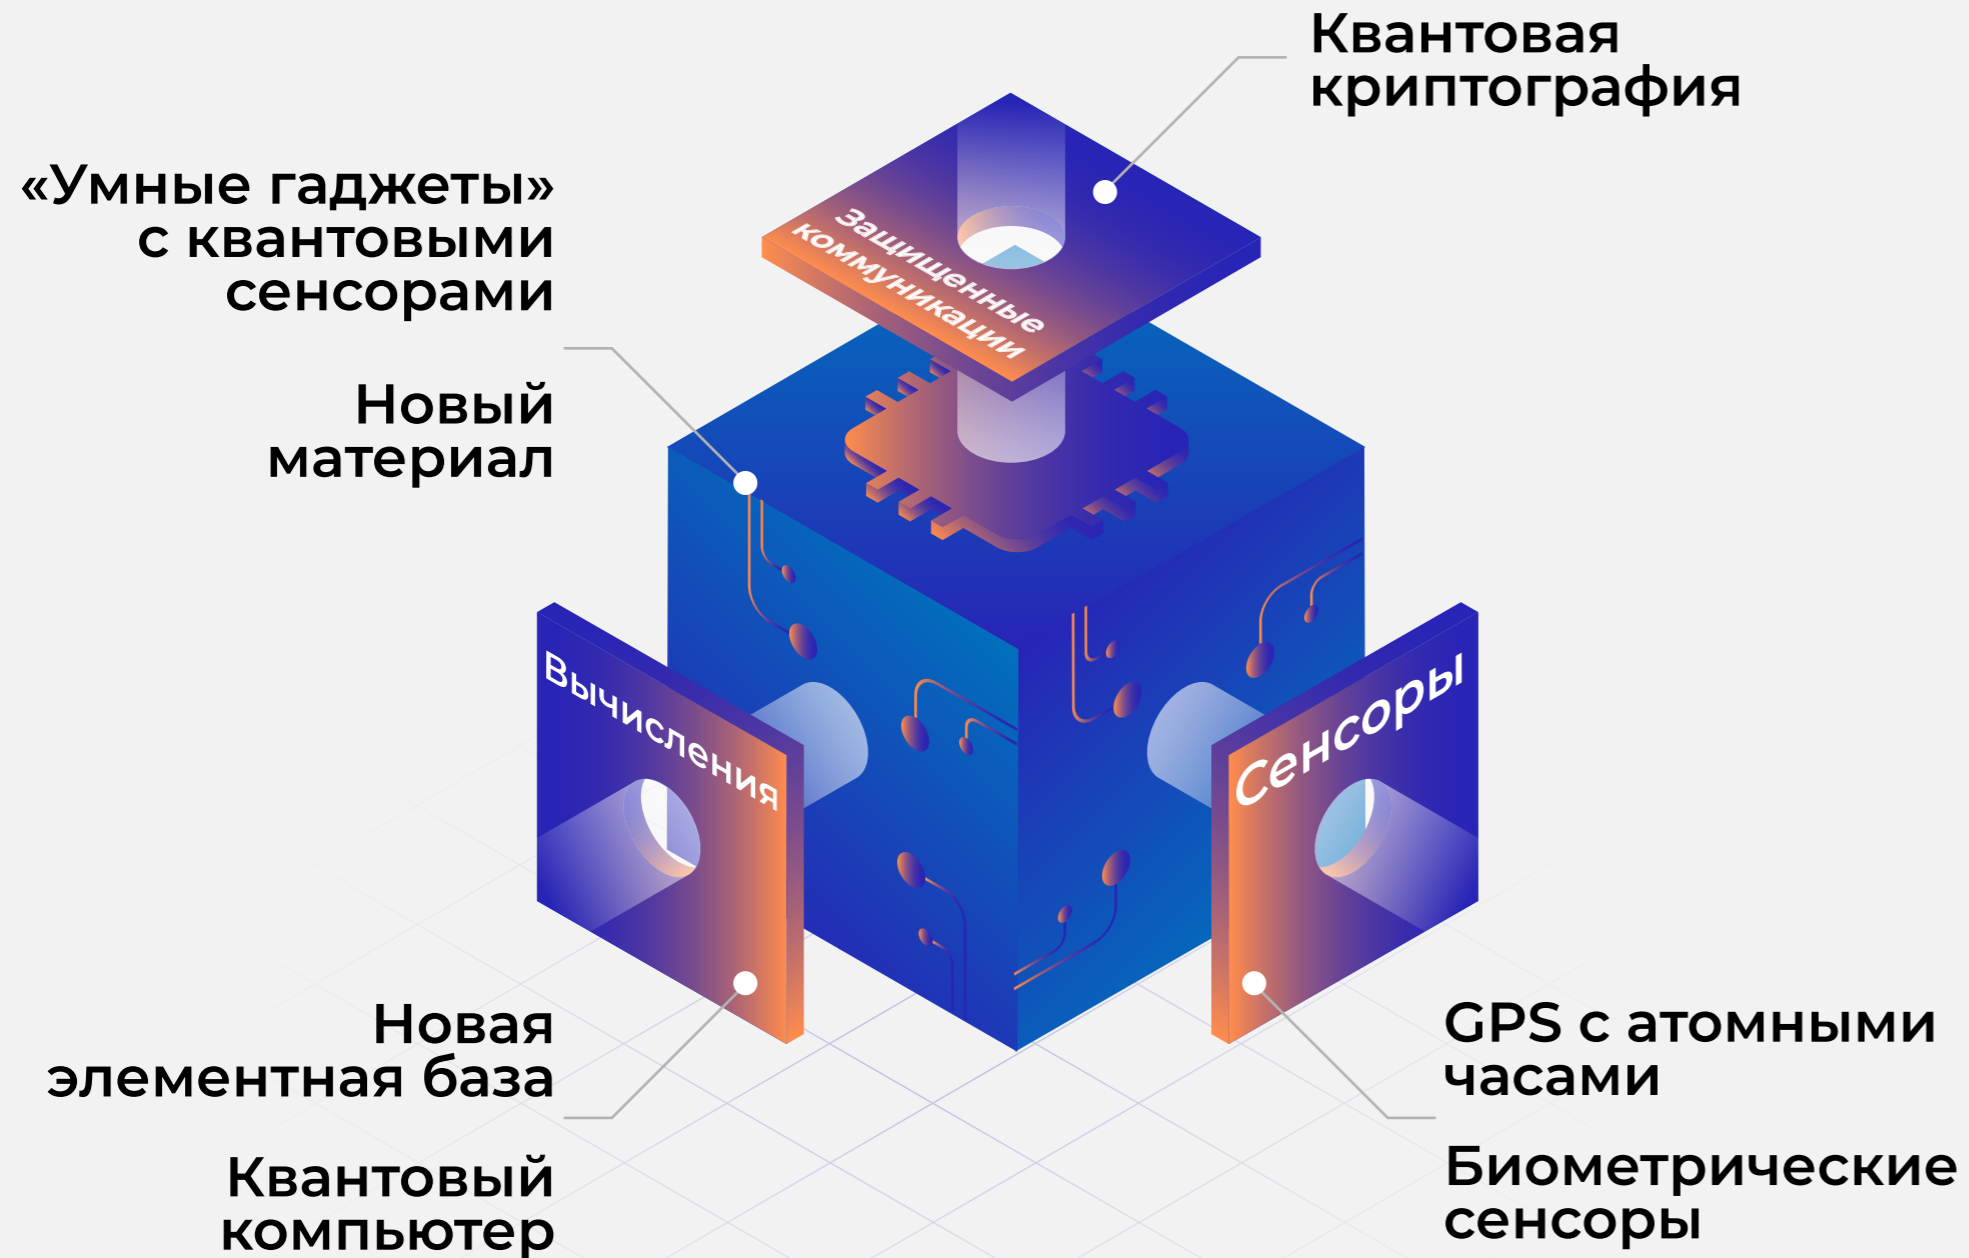 Квантовая
криптография
«Умные гаджеты»
с квантовыми
сенсорами
Новый
материал
Защищенные
коммуникации
Вычисления
Сенсоры
Новая
элементная база
Квантовый
компьютер
GPS с атомными
часами
Биометрические
сенсоры